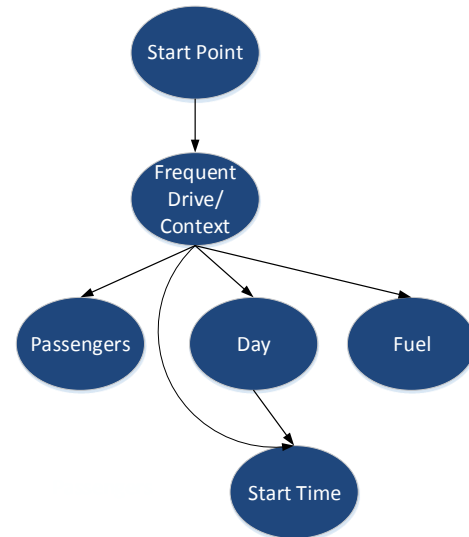 Start Point
Frequent
Drive/
Context
Passengers
Day
Fuel
Start Time